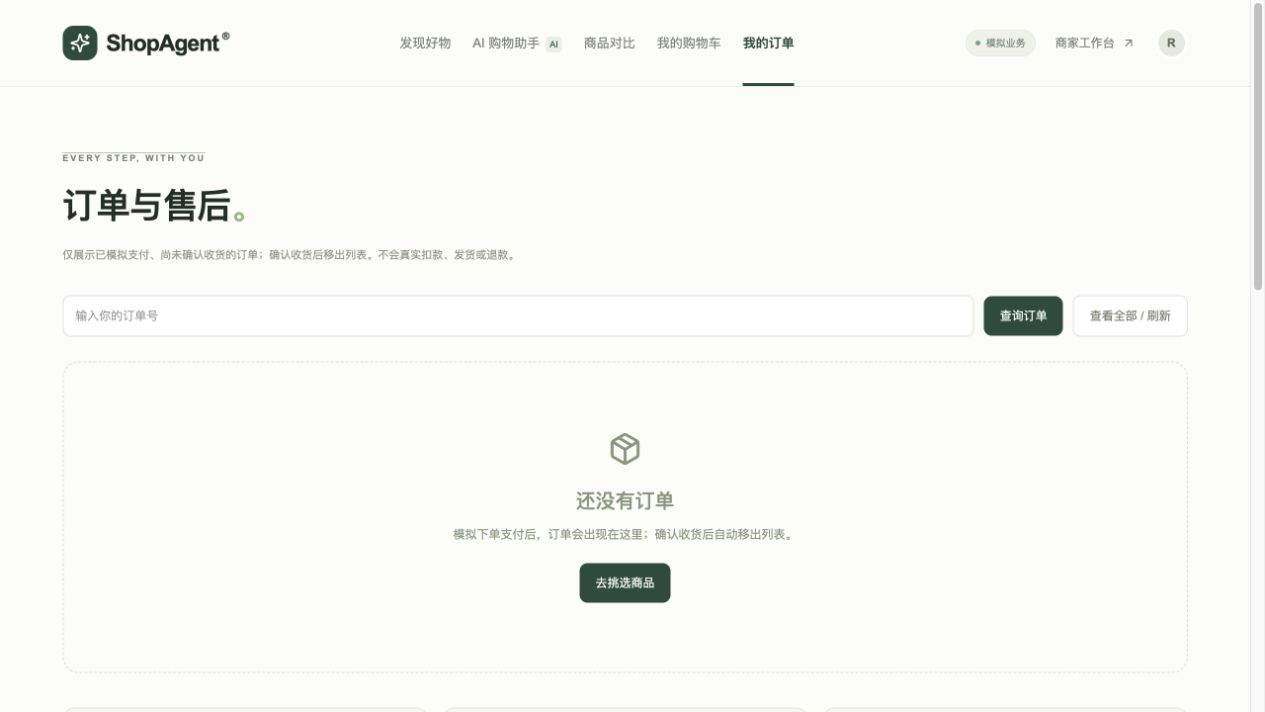 ShopAgent®
发现好物
AI 购物助手 AI
商品对比
我的购物车
我的订单
模拟业务
商家工作台
R
EVERY STEP, WITH YOU
订单与售后。
仅展示已模拟支付、尚未确认收货的订单；确认收货后移出列表。不会真实扣款、发货或退款。
输入你的订单号
查询订单
查看全部 / 刷新
还没有订单
模拟下单支付后，订单会出现在这里；确认收货后自动移出列表。
去挑选商品